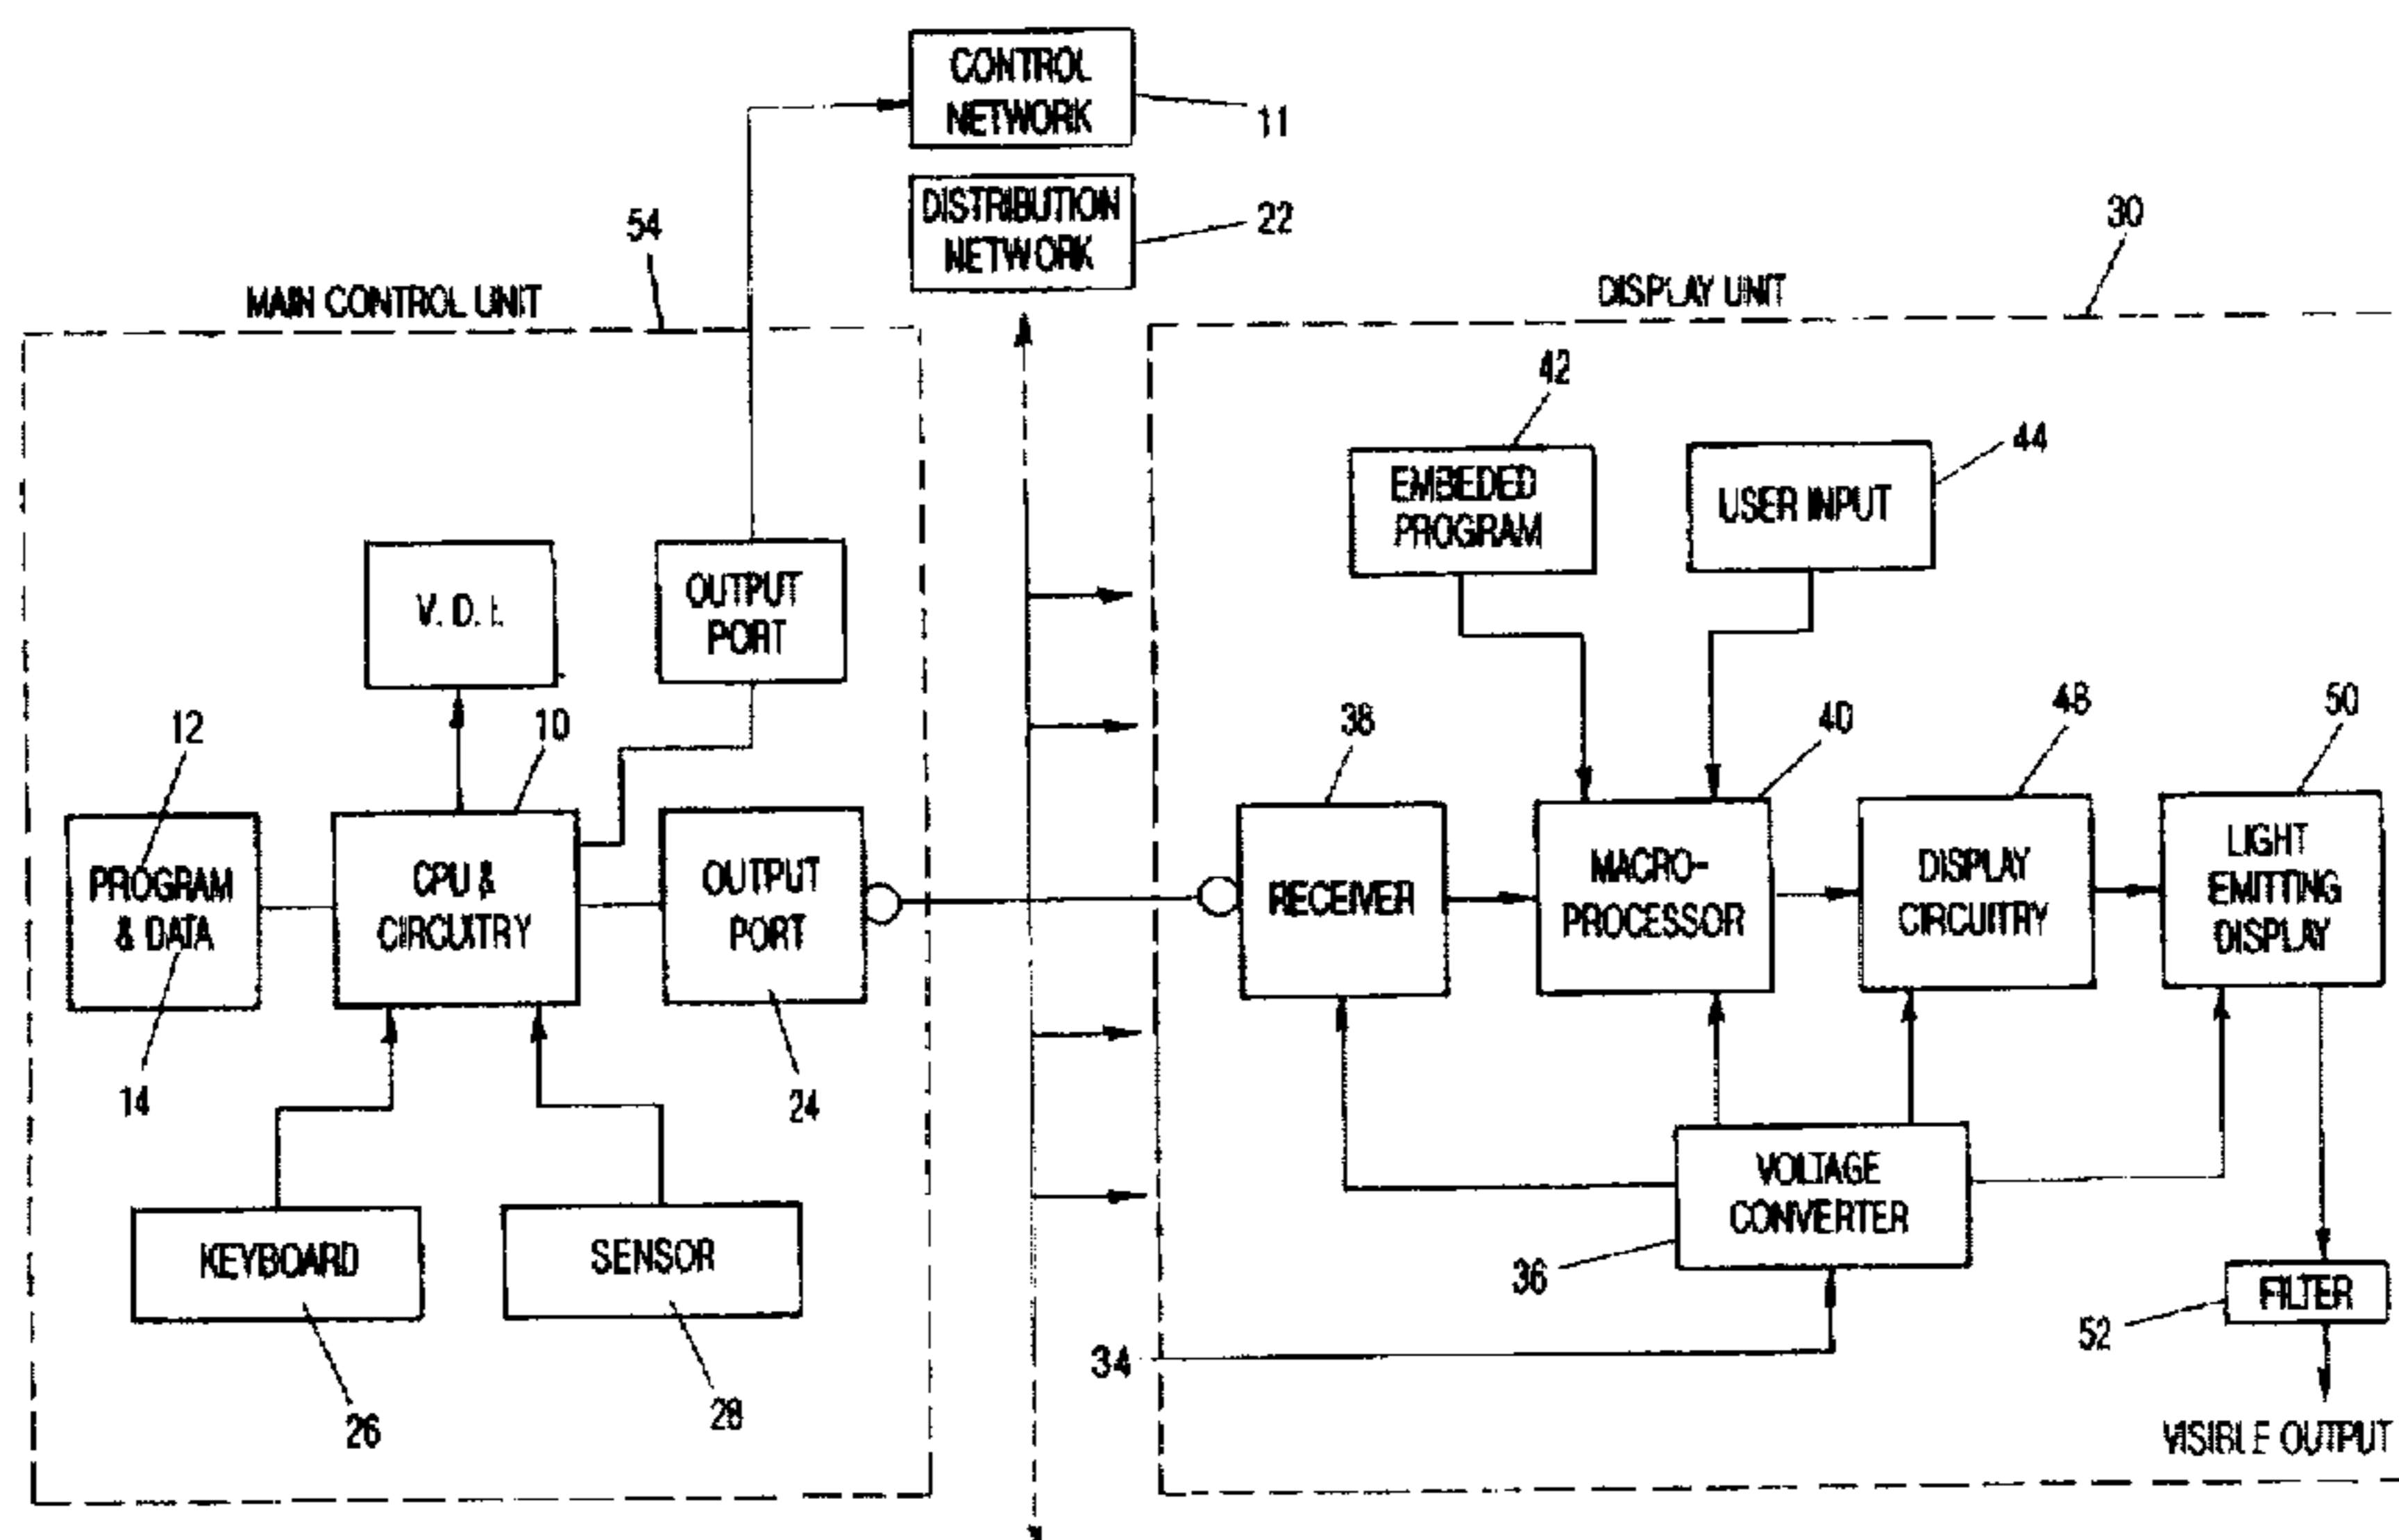 CONTROL
NETWORK
11
DISTRIBUTION
NETWORK
22
54
MAIN CONTROL UNIT
30
DISPLAY UNIT
42
EMBEDED
PROGRAM
44
USER INPUT
V. D. I.
OUTPUT
PORT
12
PROGRAM
& DATA
14
10
CPU &
CIRCUITRY
OUTPUT
PORT
24
38
RECEIVER
40
MACRO-
PROCESSOR
48
DISPLAY
CIRCUITRY
50
LIGHT
EMITTING
DISPLAY
KEYBOARD
26
SENSOR
28
VOLTAGE
CONVERTER
36
34
FILTER
52
VISIBLE OUTPUT